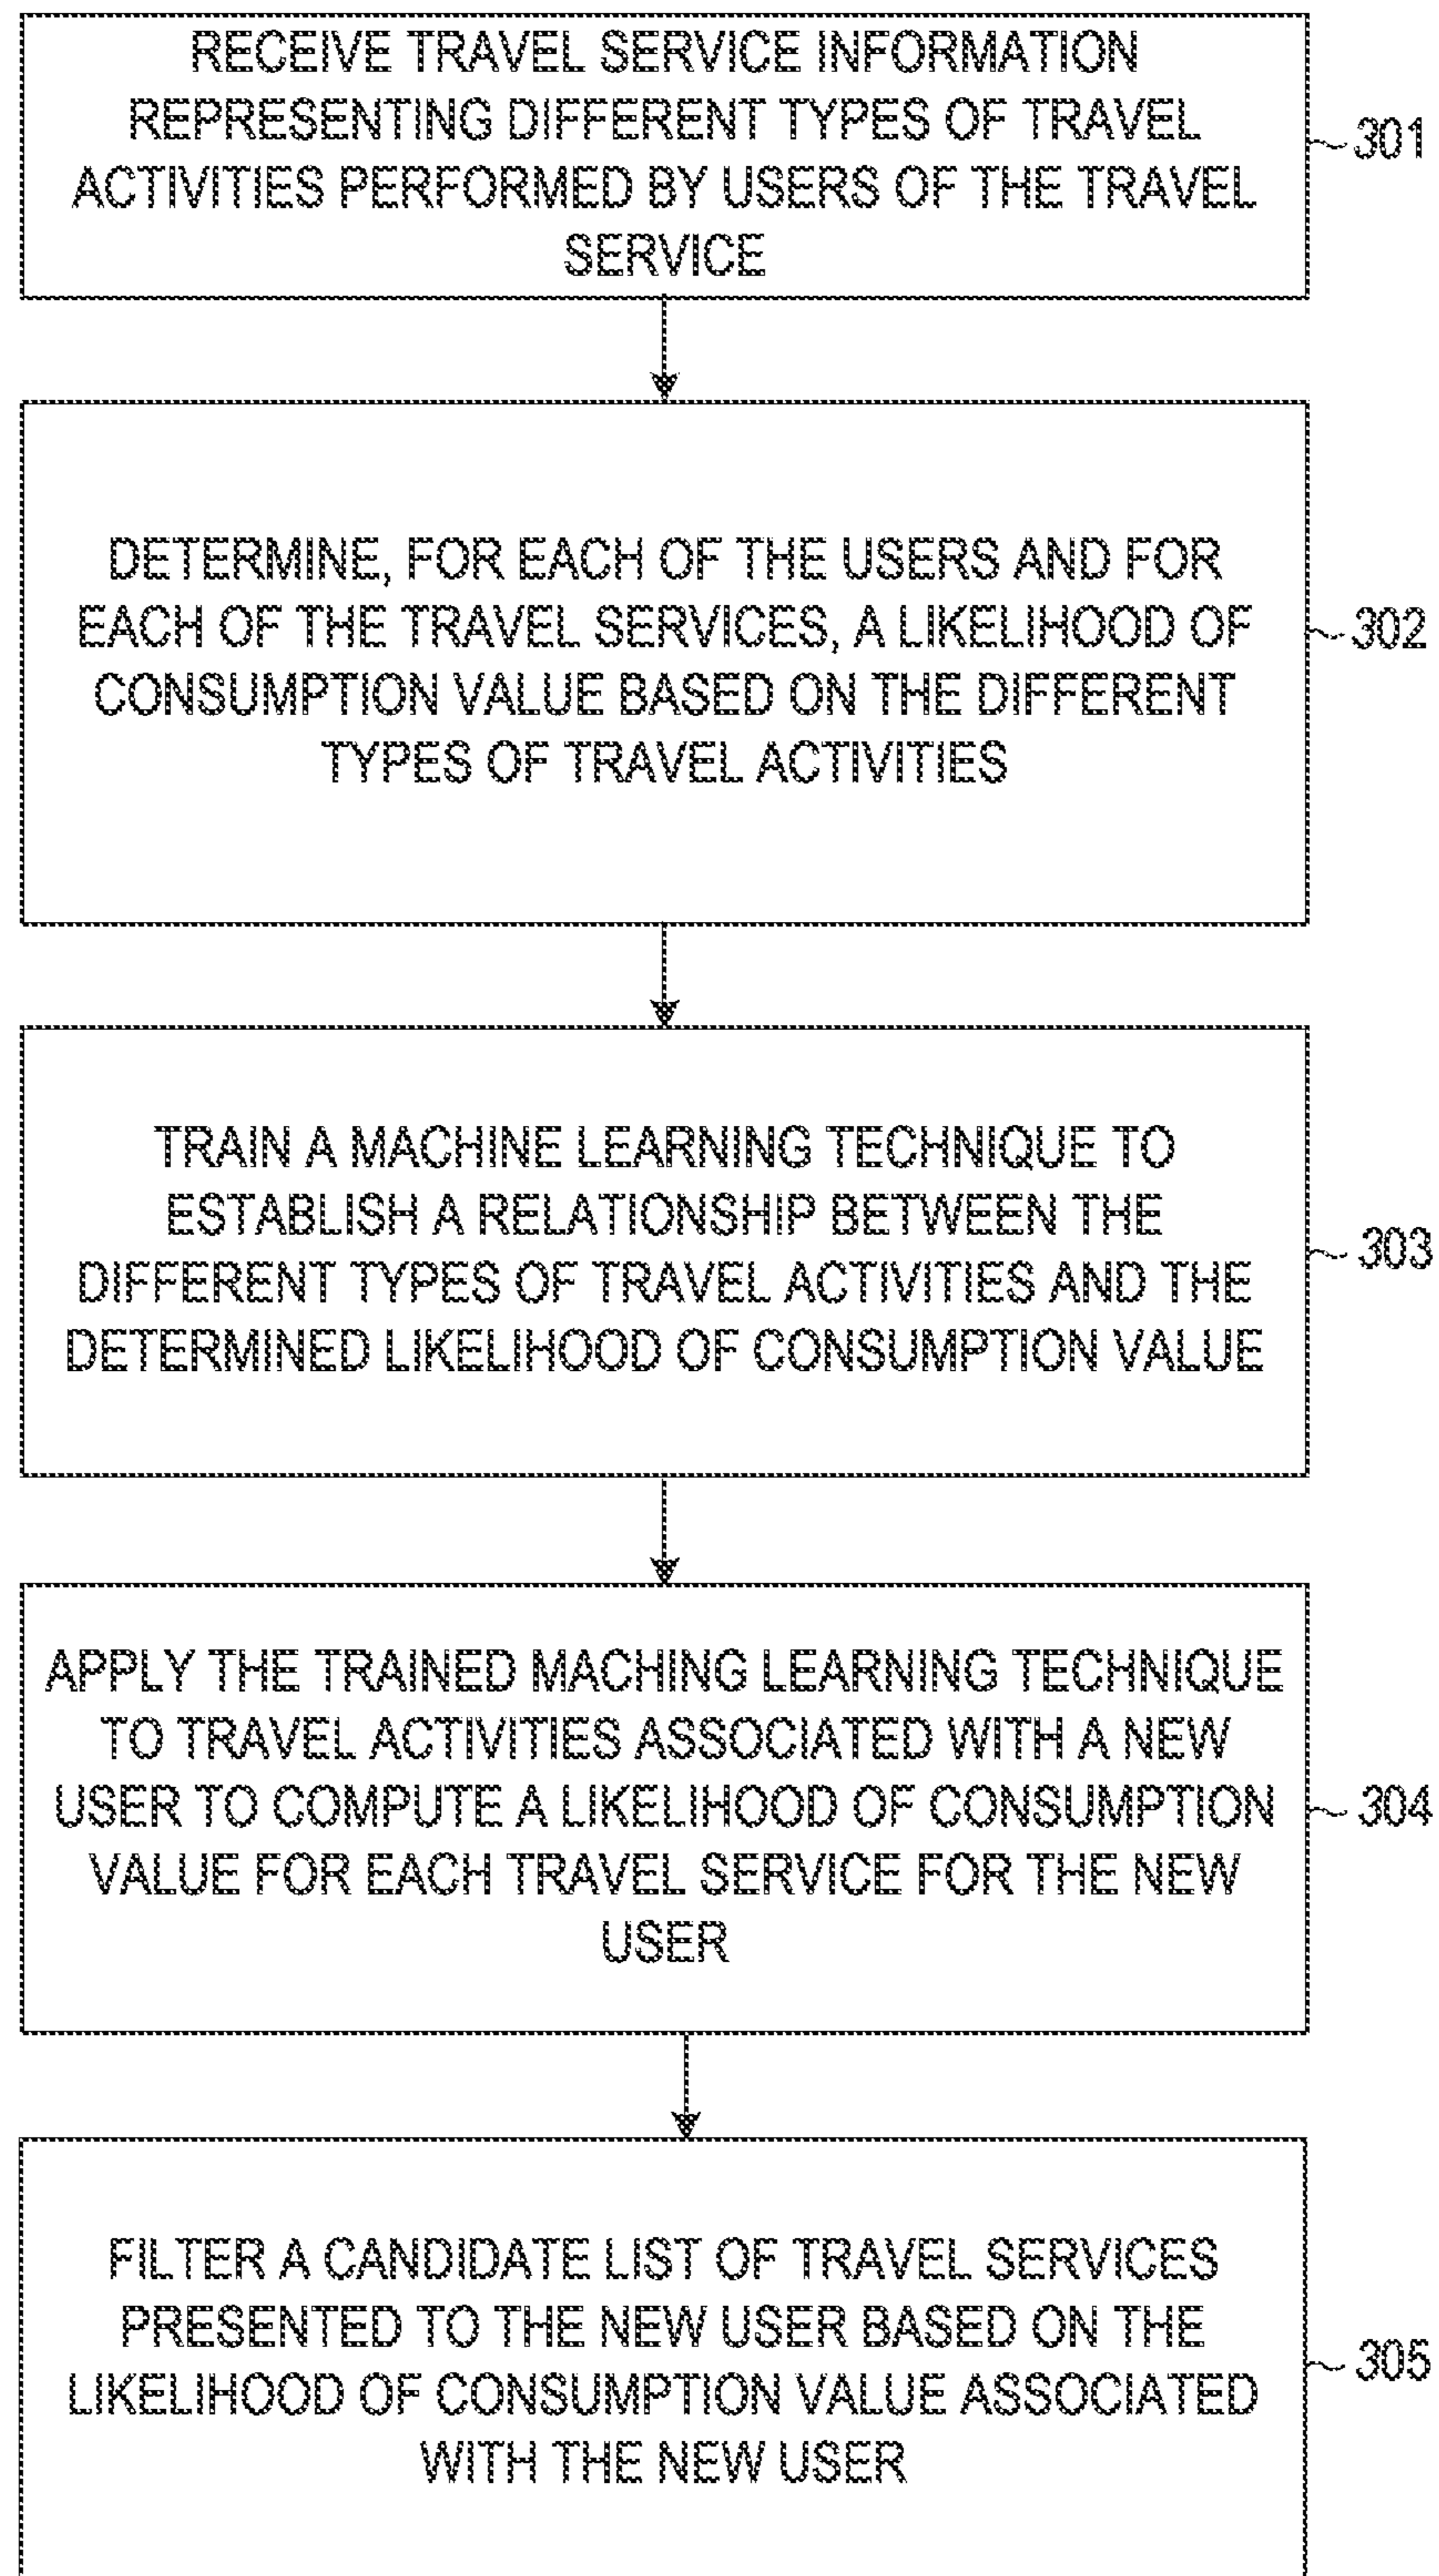 RECEIVE TRAVEL SERVICE INFORMATION
REPRESENTING DIFFERENT TYPES OF TRAVEL
ACTIVITIES PERFORMED BY USERS OF THE TRAVEL
SERVICE
301
DETERMINE, FOR EACH OF THE USERS AND FOR
EACH OF THE TRAVEL SERVICES, A LIKELIHOOD OF
CONSUMPTION VALUE BASED ON THE DIFFERENT
TYPES OF TRAVEL ACTIVITIES
302
TRAIN A MACHINE LEARNING TECHNIQUE TO
ESTABLISH A RELATIONSHIP BETWEEN THE
DIFFERENT TYPES OF TRAVEL ACTIVITIES AND THE
DETERMINED LIKELIHOOD OF CONSUMPTION VALUE
303
APPLY THE TRAINED MACHING LEARNING TECHNIQUE
TO TRAVEL ACTIVITIES ASSOCIATED WITH A NEW
USER TO COMPUTE A LIKELIHOOD OF CONSUMPTION
VALUE FOR EACH TRAVEL SERVICE FOR THE NEW
USER
304
FILTER A CANDIDATE LIST OF TRAVEL SERVICES
PRESENTED TO THE NEW USER BASED ON THE
LIKELIHOOD OF CONSUMPTION VALUE ASSOCIATED
WITH THE NEW USER
305